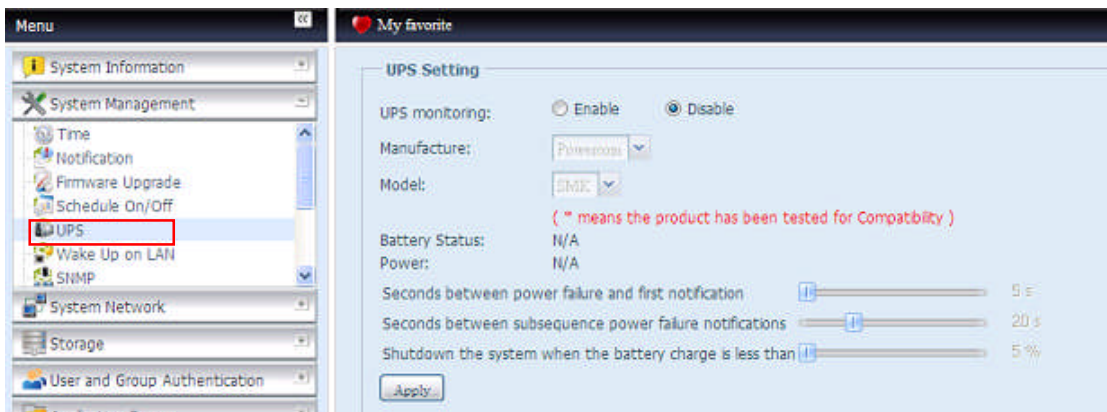 Menu
My favorite
System Information
System Management
Time
Notification
Firmware Upgrade
Schedule On/Off
UPS
Wake Up on LAN
SNMP
System Network
Storage
User and Group Authentication
UPS Setting
UPS monitoring: Enable Disable
Manufacture: Powercom
Model: SMK
( * means the product has been tested for Compatibility )
Battery Status: N/A
Power: N/A
Seconds between power failure and first notification 5 s
Seconds between subsequence power failure notifications 20 s
Shutdown the system when the battery charge is less than 5 %
Apply